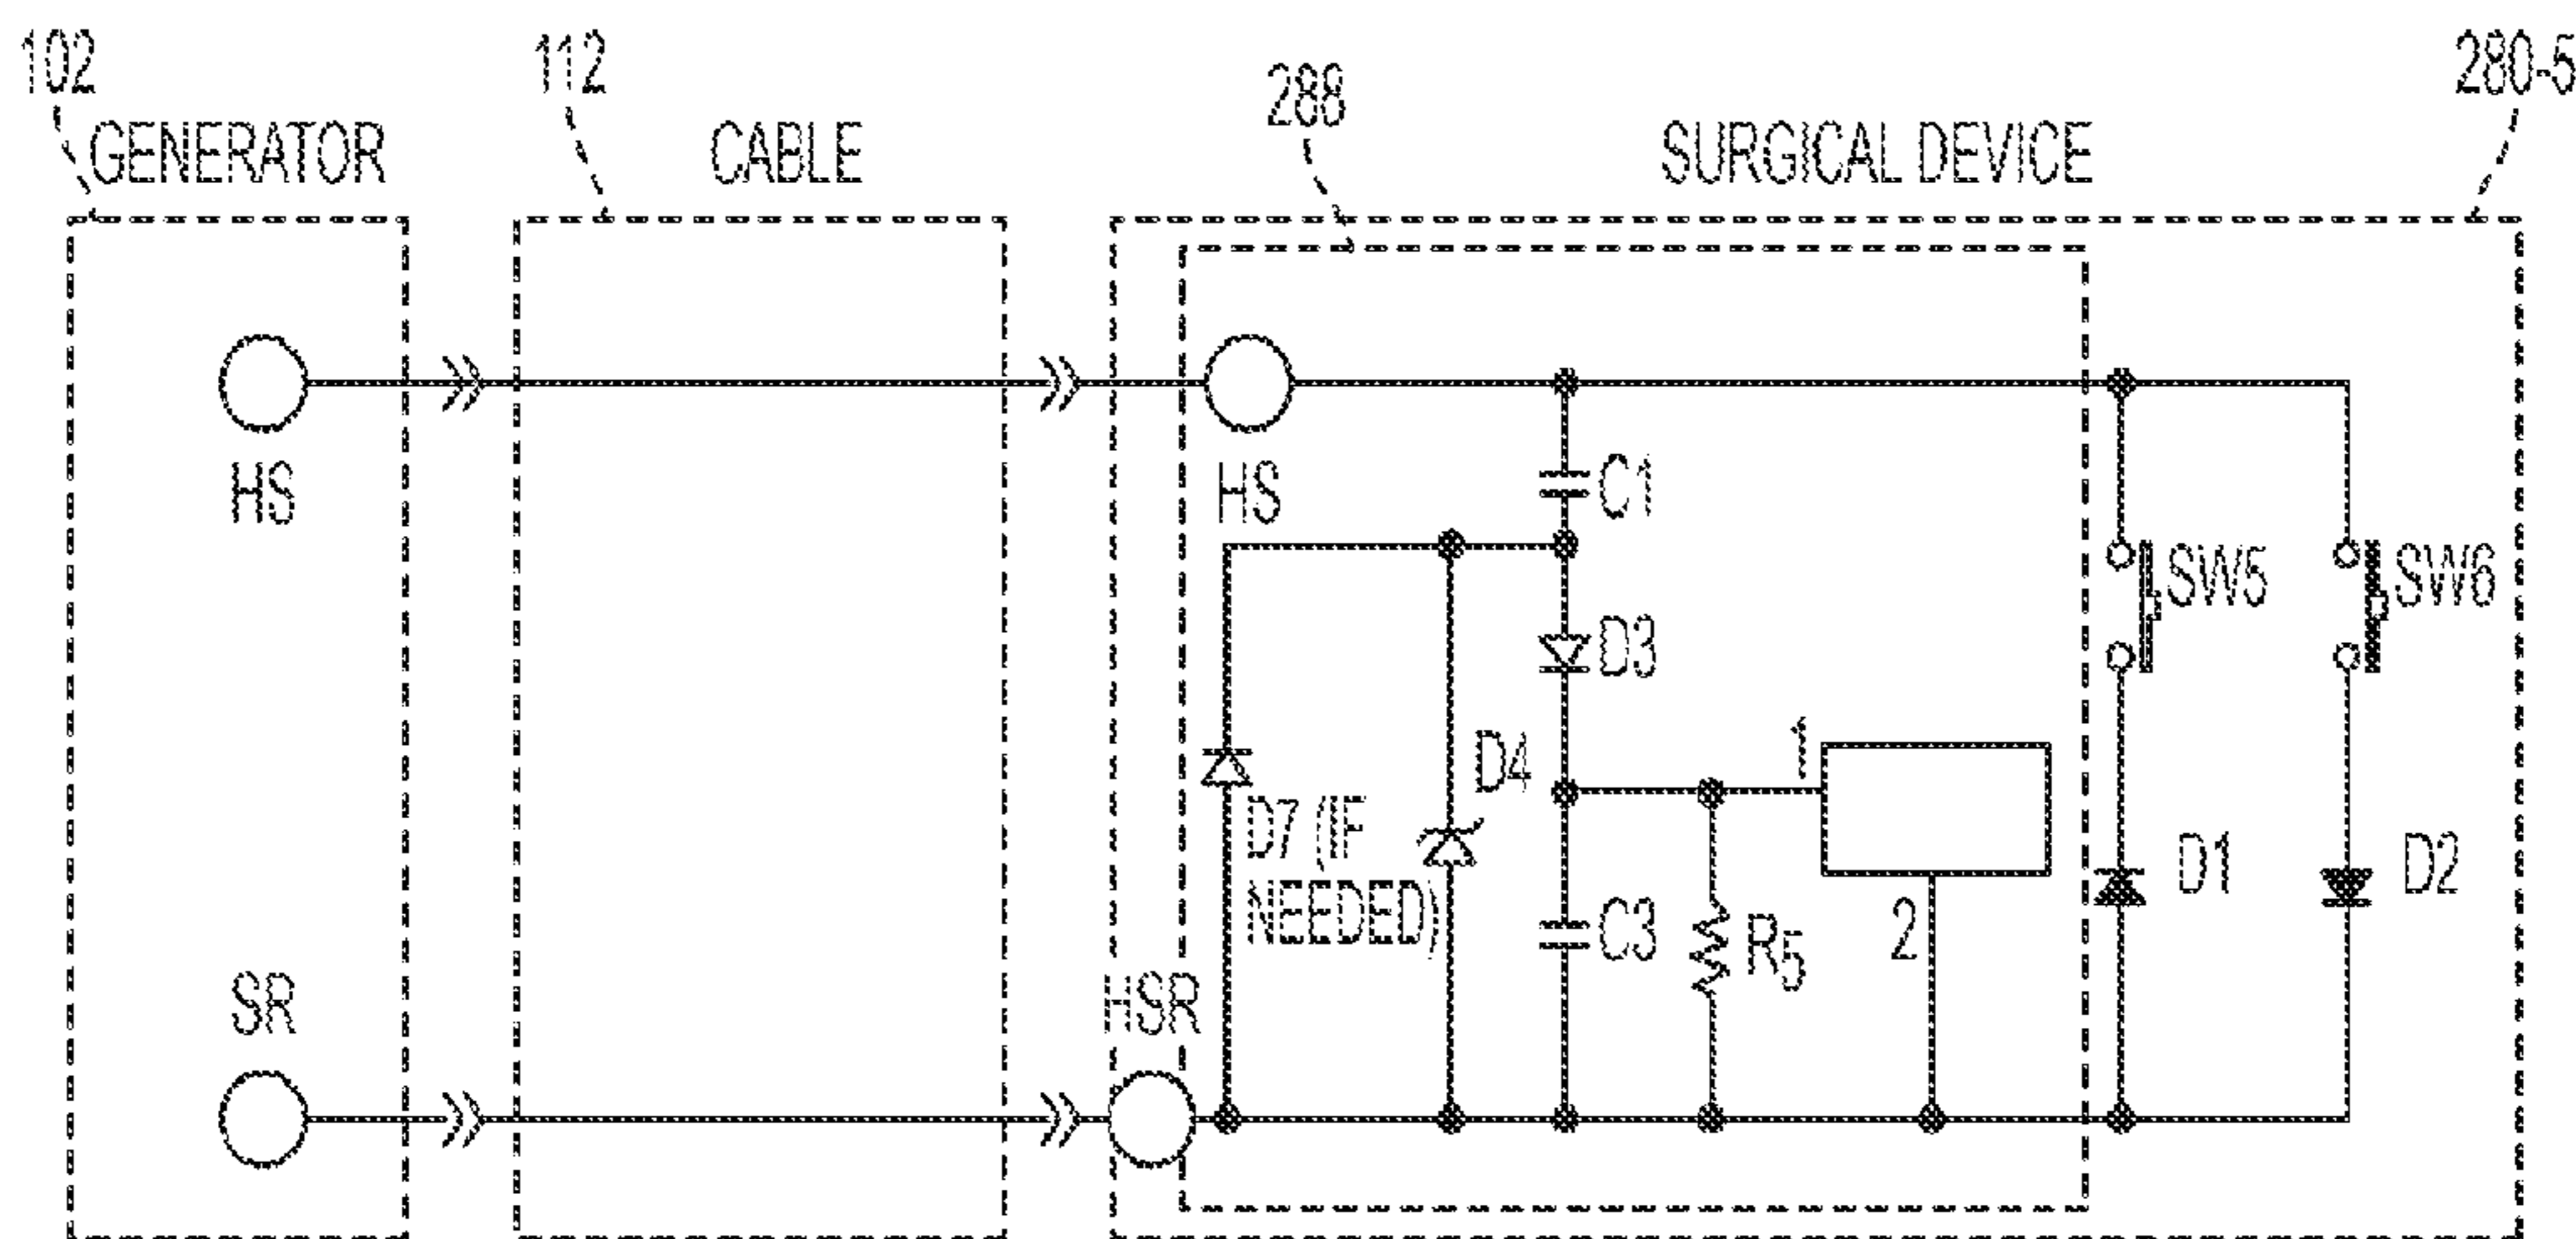 102
112
288
280-5
GENERATOR
CABLE
SURGICAL DEVICE
HS
HS
C1
SW5
SW6
D3
1
D4
D7 (IF
NEEDED)
C3
R5
2
D1
D2
SR
HSR